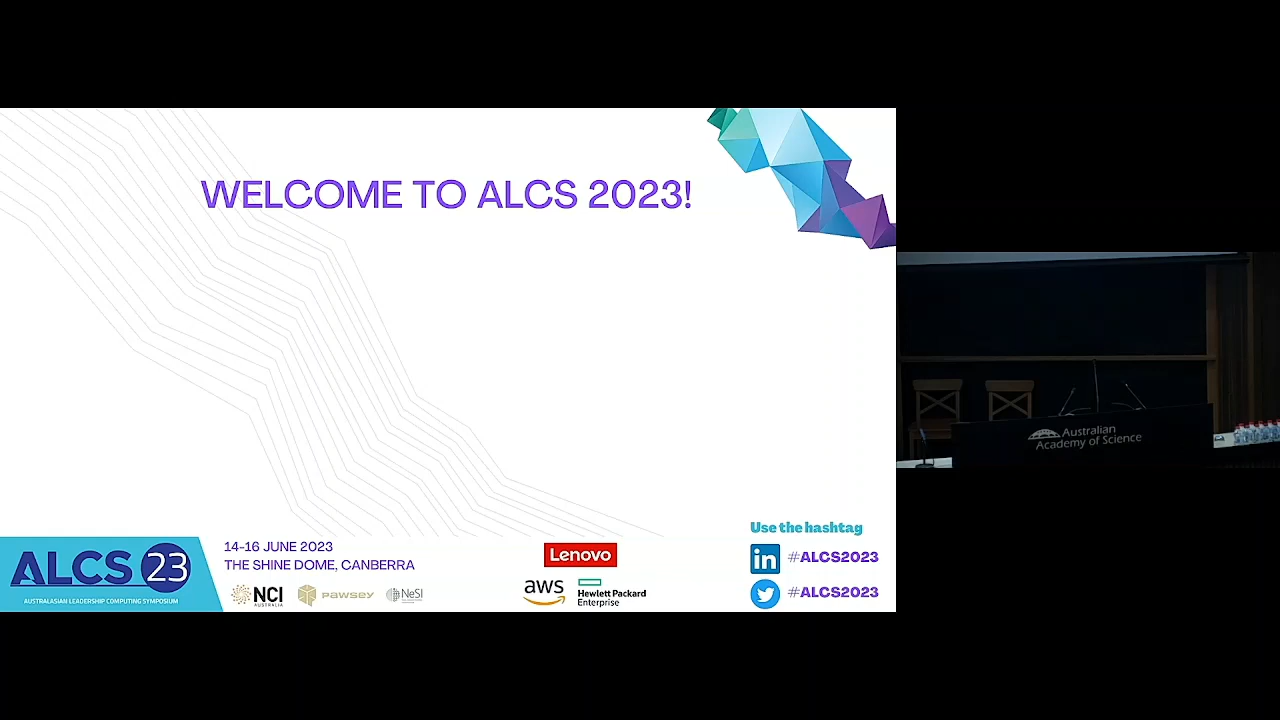 WELCOME TO ALCS 2023!
ALCS 23
AUSTRALASIAN LEADERSHIP COMPUTING SYMPOSIUM
14-16 JUNE 2023
THE SHINE DOME, CANBERRA
NCI
AUSTRALIA
PAWSEY
NeSI
Lenovo
aws
Hewlett Packard
Enterprise
Use the hashtag
in #ALCS2023
#ALCS2023
Australian
Academy of Science